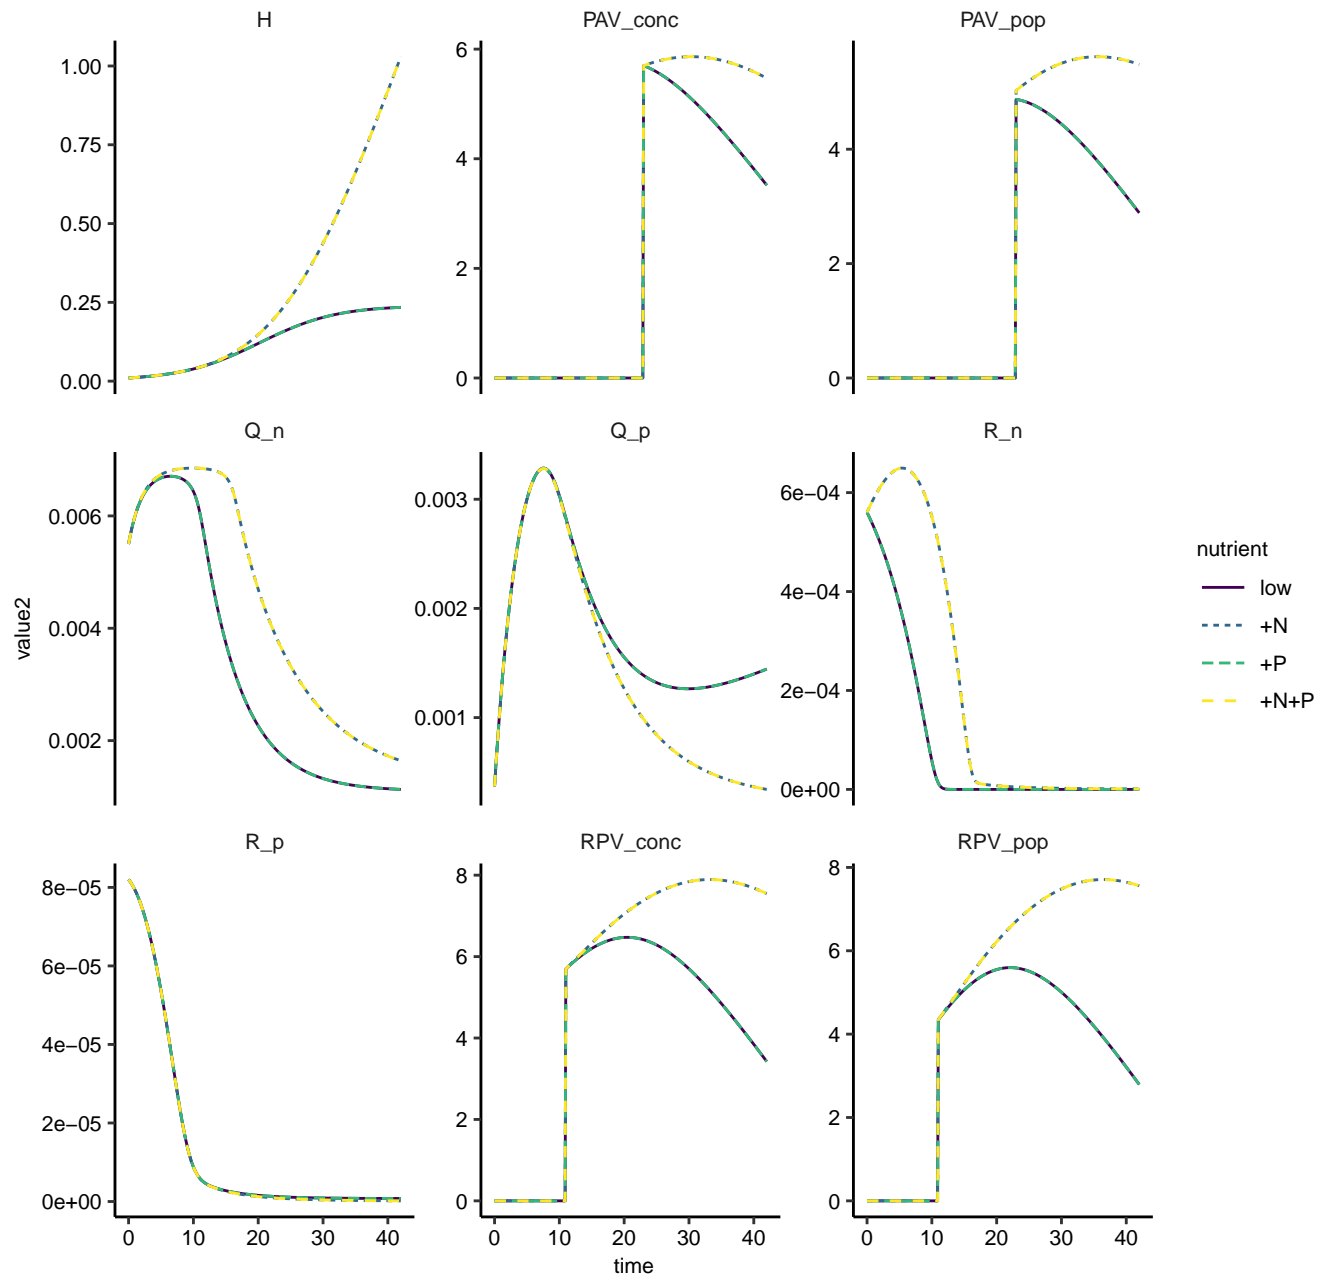 H PAV_conc PAV_pop
1.00
0.75
0.50
0.25
0.00
6
4
2
0
4
2
0
Q_n Q_p R_n
0.006
0.004
0.002
0.003
0.002
0.001
6e−04
4e−04
2e−04
0e+00
R_p RPV_conc RPV_pop
8e−05
6e−05
4e−05
2e−05
0e+00
8
6
4
2
0
8
6
4
2
0
0 10 20 30 40 0 10 20 30 40 0 10 20 30 40
time
value2
nutrient
low
+N
+P
+N+P